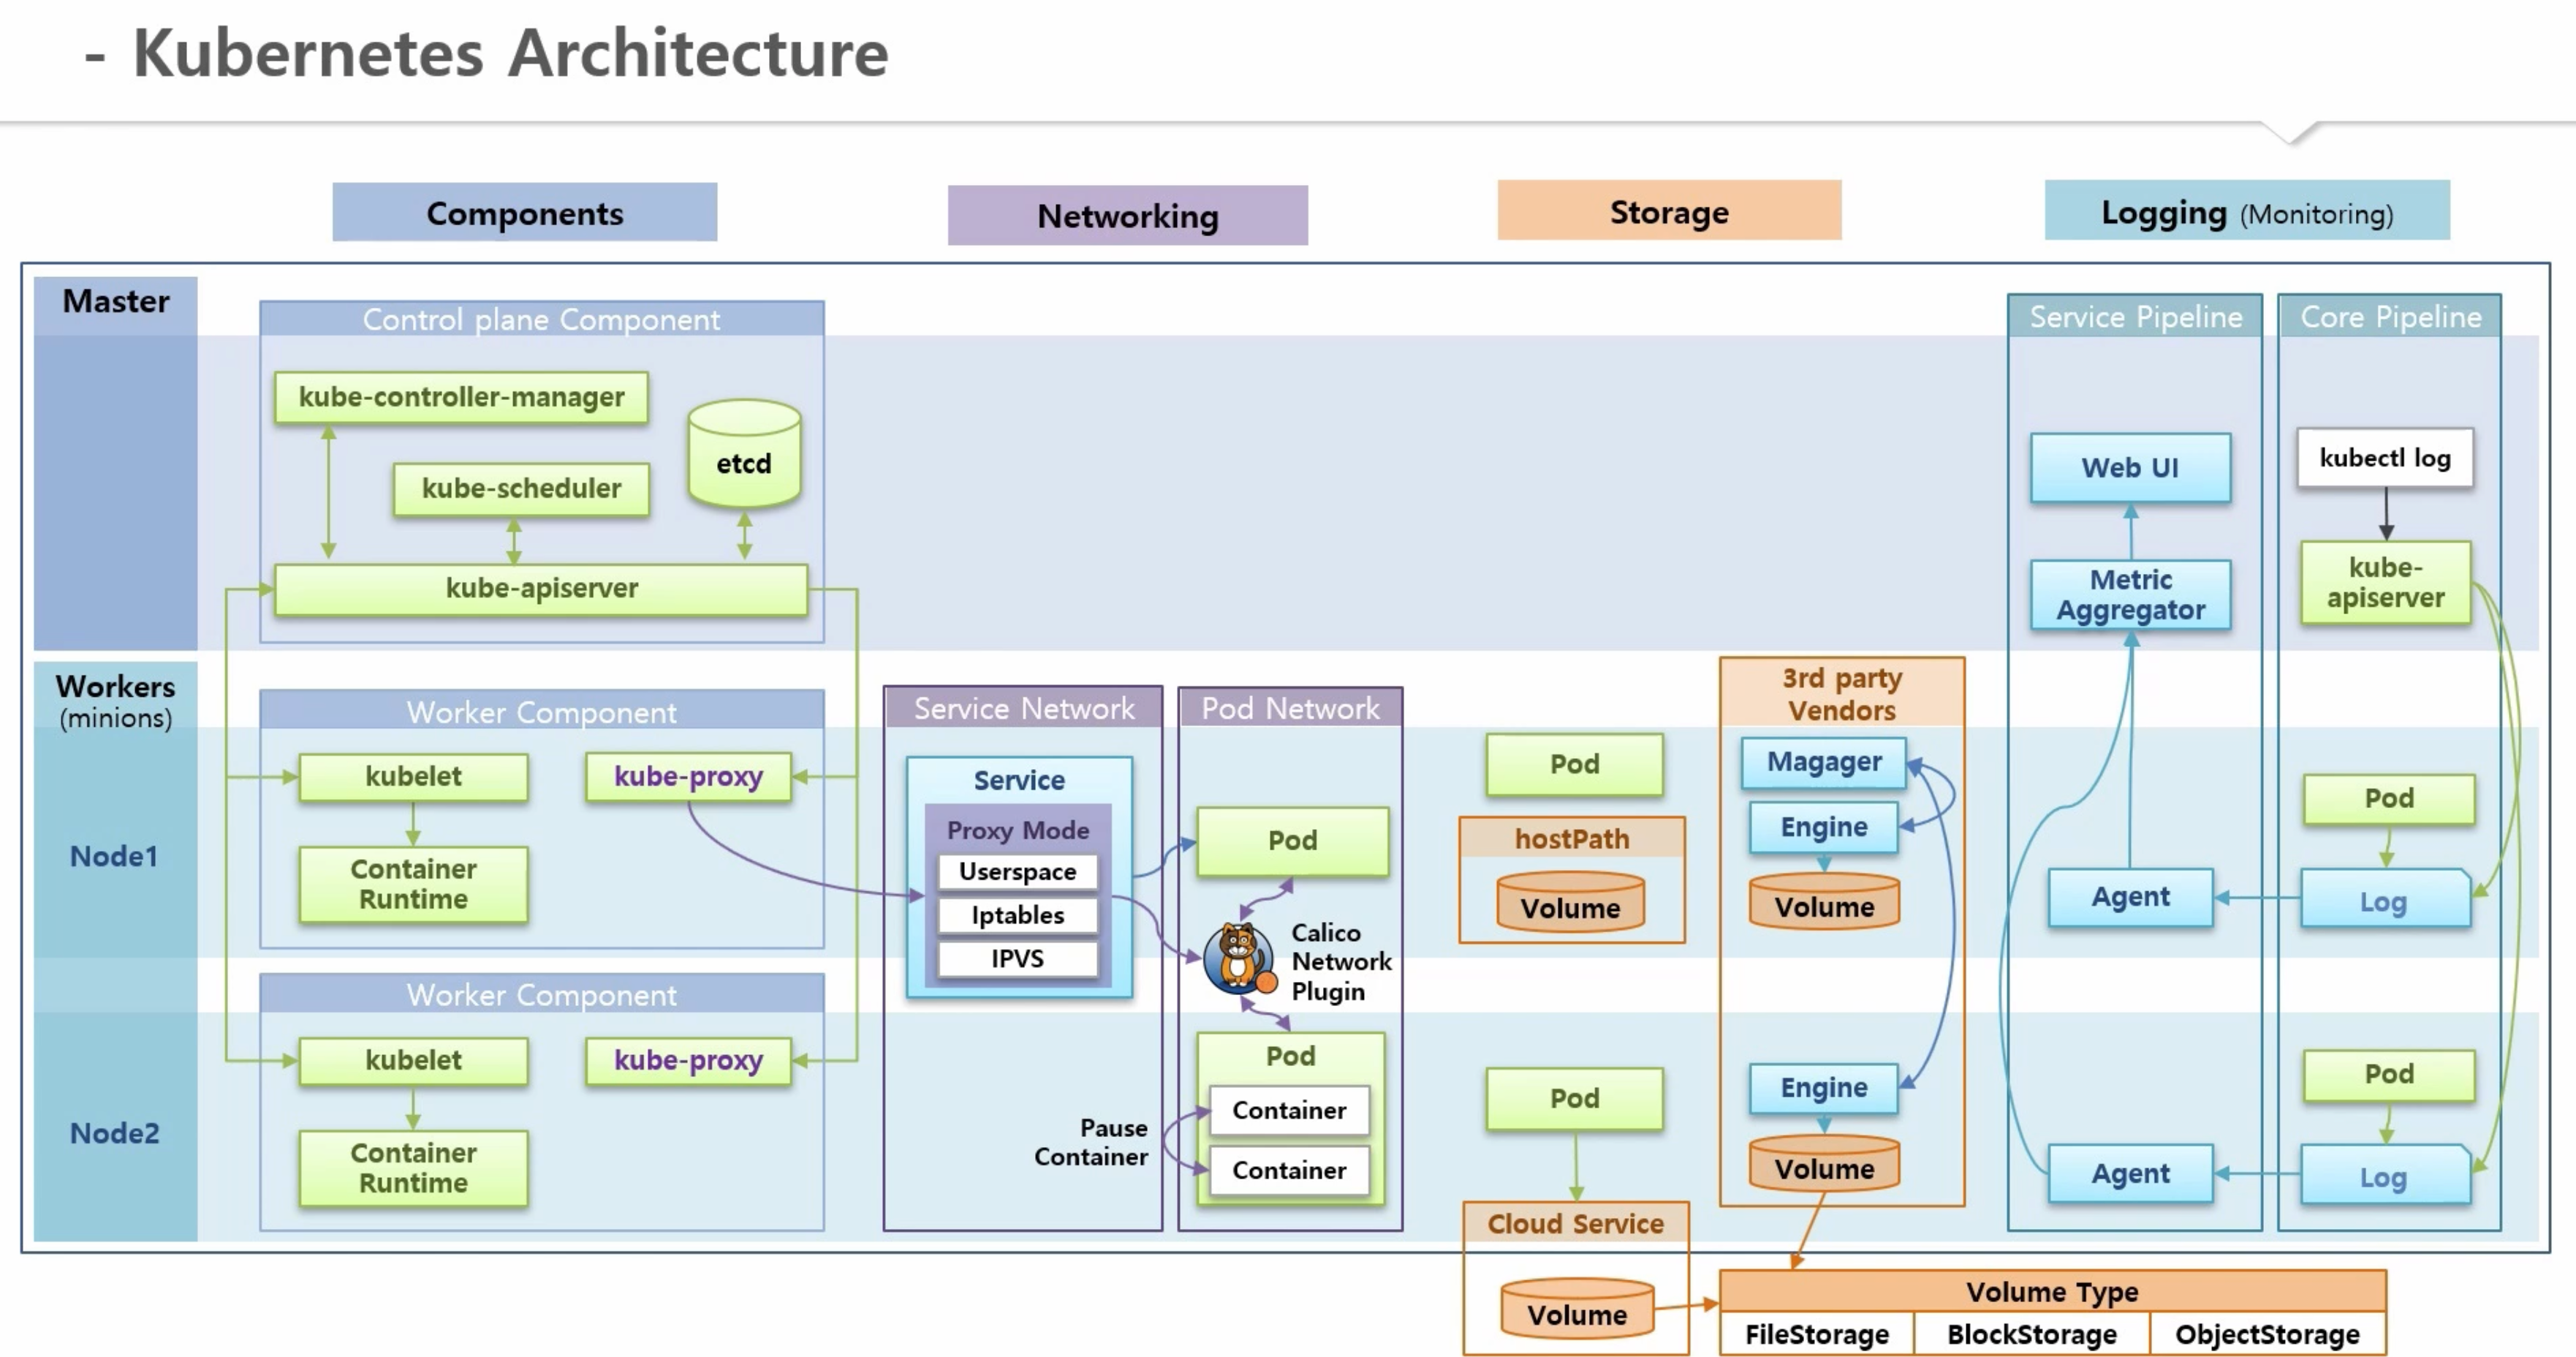 - Kubernetes Architecture
Components
Networking
Storage
Logging (Monitoring)
Master
Control plane Component
kube-controller-manager
kube-scheduler
etcd
kube-apiserver
Service Pipeline
Web UI
Metric
Aggregator
Core Pipeline
kubectl log
kube-
apiserver
Workers
(minions)
Node1
Worker Component
kubelet
kube-proxy
Container
Runtime
Node2
Worker Component
kubelet
kube-proxy
Container
Runtime
Service Network
Service
Proxy Mode
Userspace
Iptables
IPVS
Pod Network
Pod
Calico
Network
Plugin
Pod
Container
Container
Pause
Container
Pod
hostPath
Volume
Pod
Cloud Service
Volume
3rd party
Vendors
Magager
Engine
Volume
Engine
Volume
Agent
Agent
Pod
Log
Pod
Log
Volume Type
FileStorage
BlockStorage
ObjectStorage